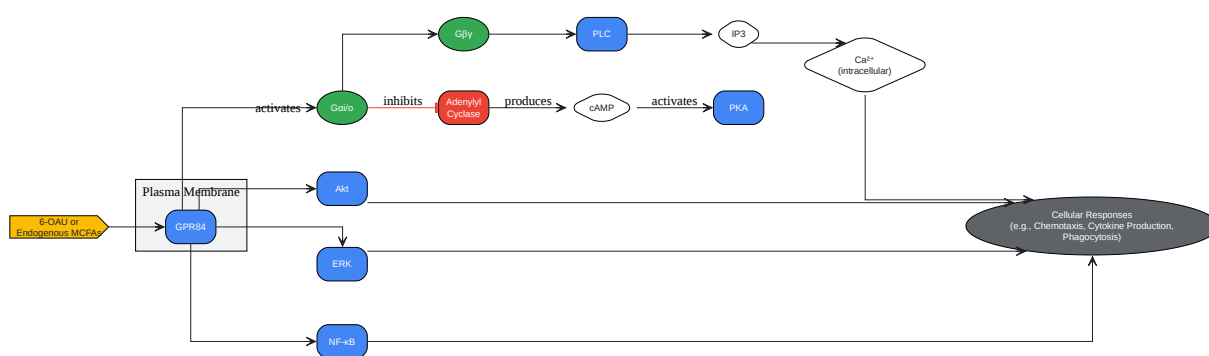 Gβγ
PLC
IP3
Ca²⁺
(intracellular)
activates
Gαi/o
inhibits
Adenylyl
Cyclase
produces
cAMP
activates
PKA
Plasma Membrane
Akt
6-OAU or
Endogenous MCFAs
GPR84
Cellular Responses
(e.g., Chemotaxis, Cytokine Production,
Phagocytosis)
ERK
NF-κB